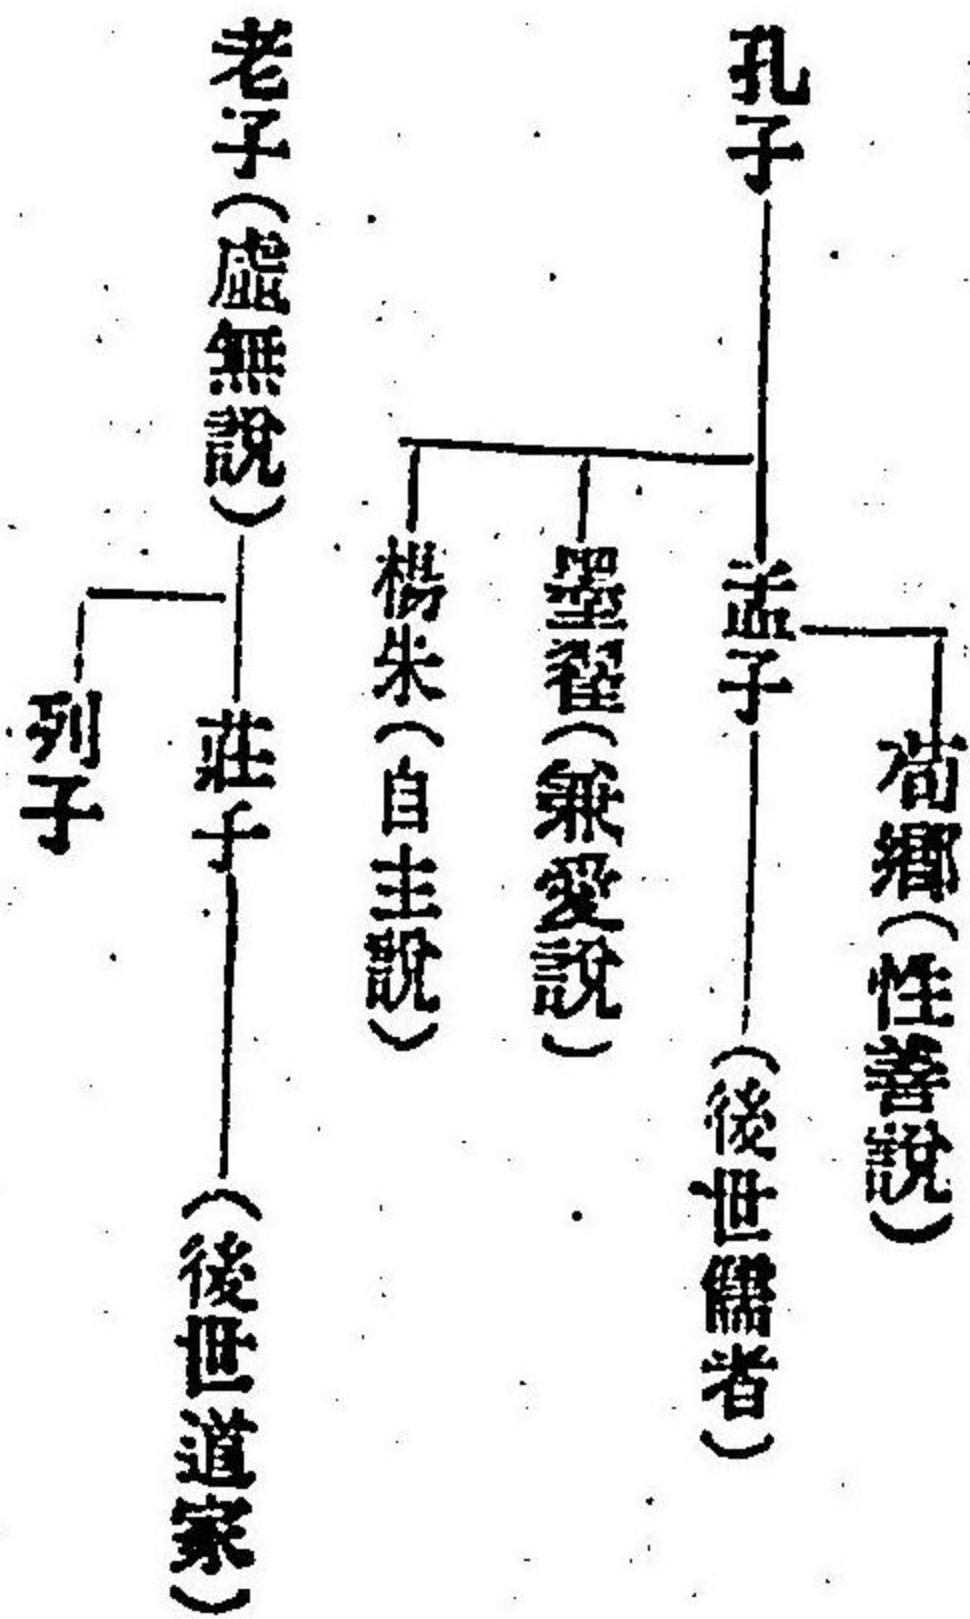 孔子
荀鄕(性善說)
孟子
(後世儒者)
墨翟(兼愛說)
楊朱(自主說)
老子(虛無說)
莊子
(後世道家)
列子